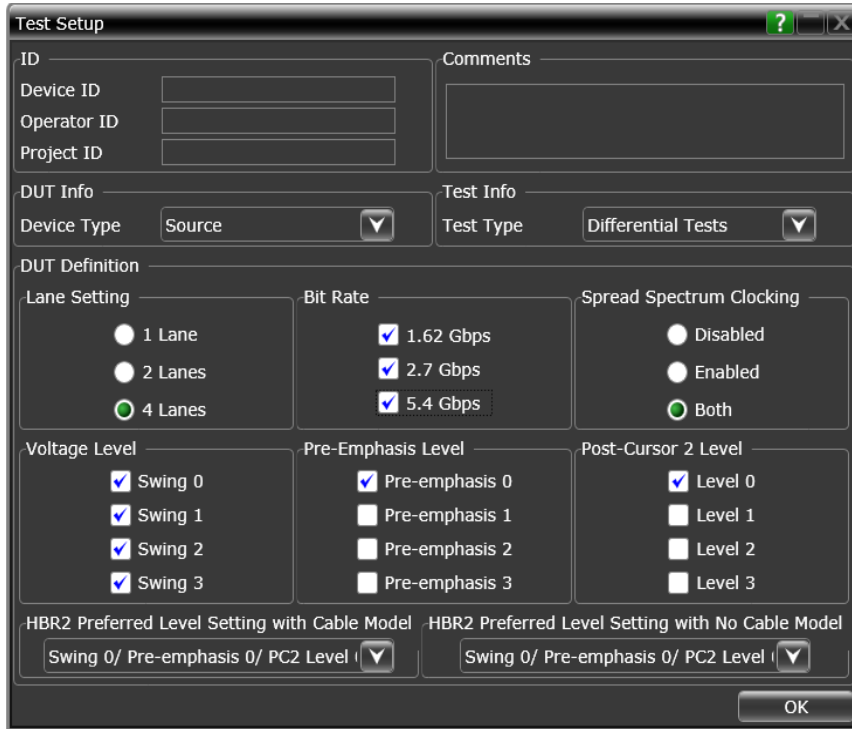 Test Setup
?
X
ID
Device ID
Operator ID
Project ID
Comments
DUT Info
Device Type Source
Test Info
Test Type Differential Tests
DUT Definition
Lane Setting
1 Lane
2 Lanes
4 Lanes
Bit Rate
1.62 Gbps
2.7 Gbps
5.4 Gbps
Spread Spectrum Clocking
Disabled
Enabled
Both
Voltage Level
Swing 0
Swing 1
Swing 2
Swing 3
Pre-Emphasis Level
Pre-emphasis 0
Pre-emphasis 1
Pre-emphasis 2
Pre-emphasis 3
Post-Cursor 2 Level
Level 0
Level 1
Level 2
Level 3
HBR2 Preferred Level Setting with Cable Model
Swing 0/ Pre-emphasis 0/ PC2 Level
HBR2 Preferred Level Setting with No Cable Model
Swing 0/ Pre-emphasis 0/ PC2 Level
OK